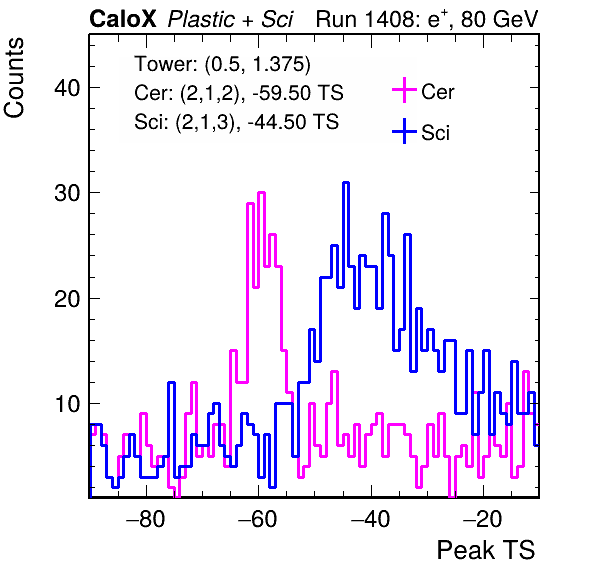 CaloX Plastic + Sci Run 1408: e⁺, 80 GeV
Tower: (0.5, 1.375)
Cer: (2,1,2), -59.50 TS
Sci: (2,1,3), -44.50 TS
Cer
Sci
Counts
40
30
20
10
−80 −60 −40 −20
Peak TS